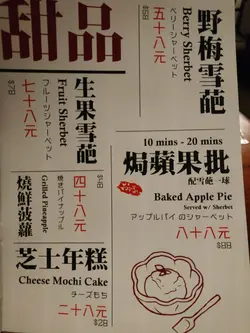 甜品
野梅雪葩
Berry Sherbet
ベリーシャーベット
五十八元
$58
生果雪葩
Fruit Sherbet
フルーツシャーベット
七十八元
$78
10 mins - 20 mins
焗蘋果批
配雪葩一球
Baked Apple Pie
Served w/ Sherbet
アップルパイ のシャーベット
八十八元
$88
燒鮮菠蘿
Grilled Pineapple
焼きパイナップル
四十八元
$48
芝士年糕
Cheese Mochi Cake
チーズもち
二十八元
$28